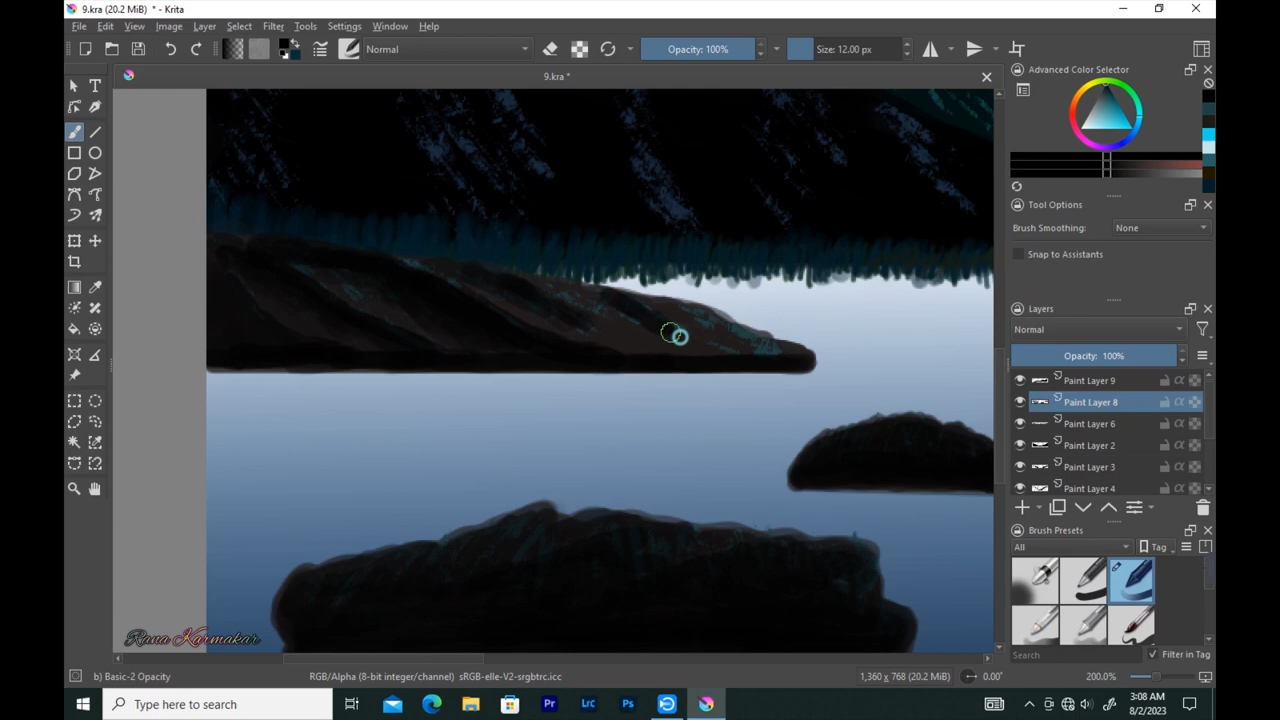 9.kra (20.2 MiB) * - Krita
File Edit View Image Layer Select Filter Tools Settings Window Help
Normal
Opacity: 100%
Size: 12.00 px
9.kra *
Advanced Color Selector
Tool Options
Brush Smoothing: None
Snap to Assistants
Layers
Normal
Opacity: 100%
Paint Layer 9
Paint Layer 8
Paint Layer 6
Paint Layer 2
Paint Layer 3
Paint Layer 4
Brush Presets
All
Tag
Search
Filter in Tag
Rana Karmakar
b) Basic-2 Opacity
RGB/Alpha (8-bit integer/channel) sRGB-elle-V2-srgbtrc.icc
1,360 x 768 (20.2 MiB)
0.00°
200.0%
Type here to search
Pr
Lrc
Ps
3:08 AM
8/2/2023